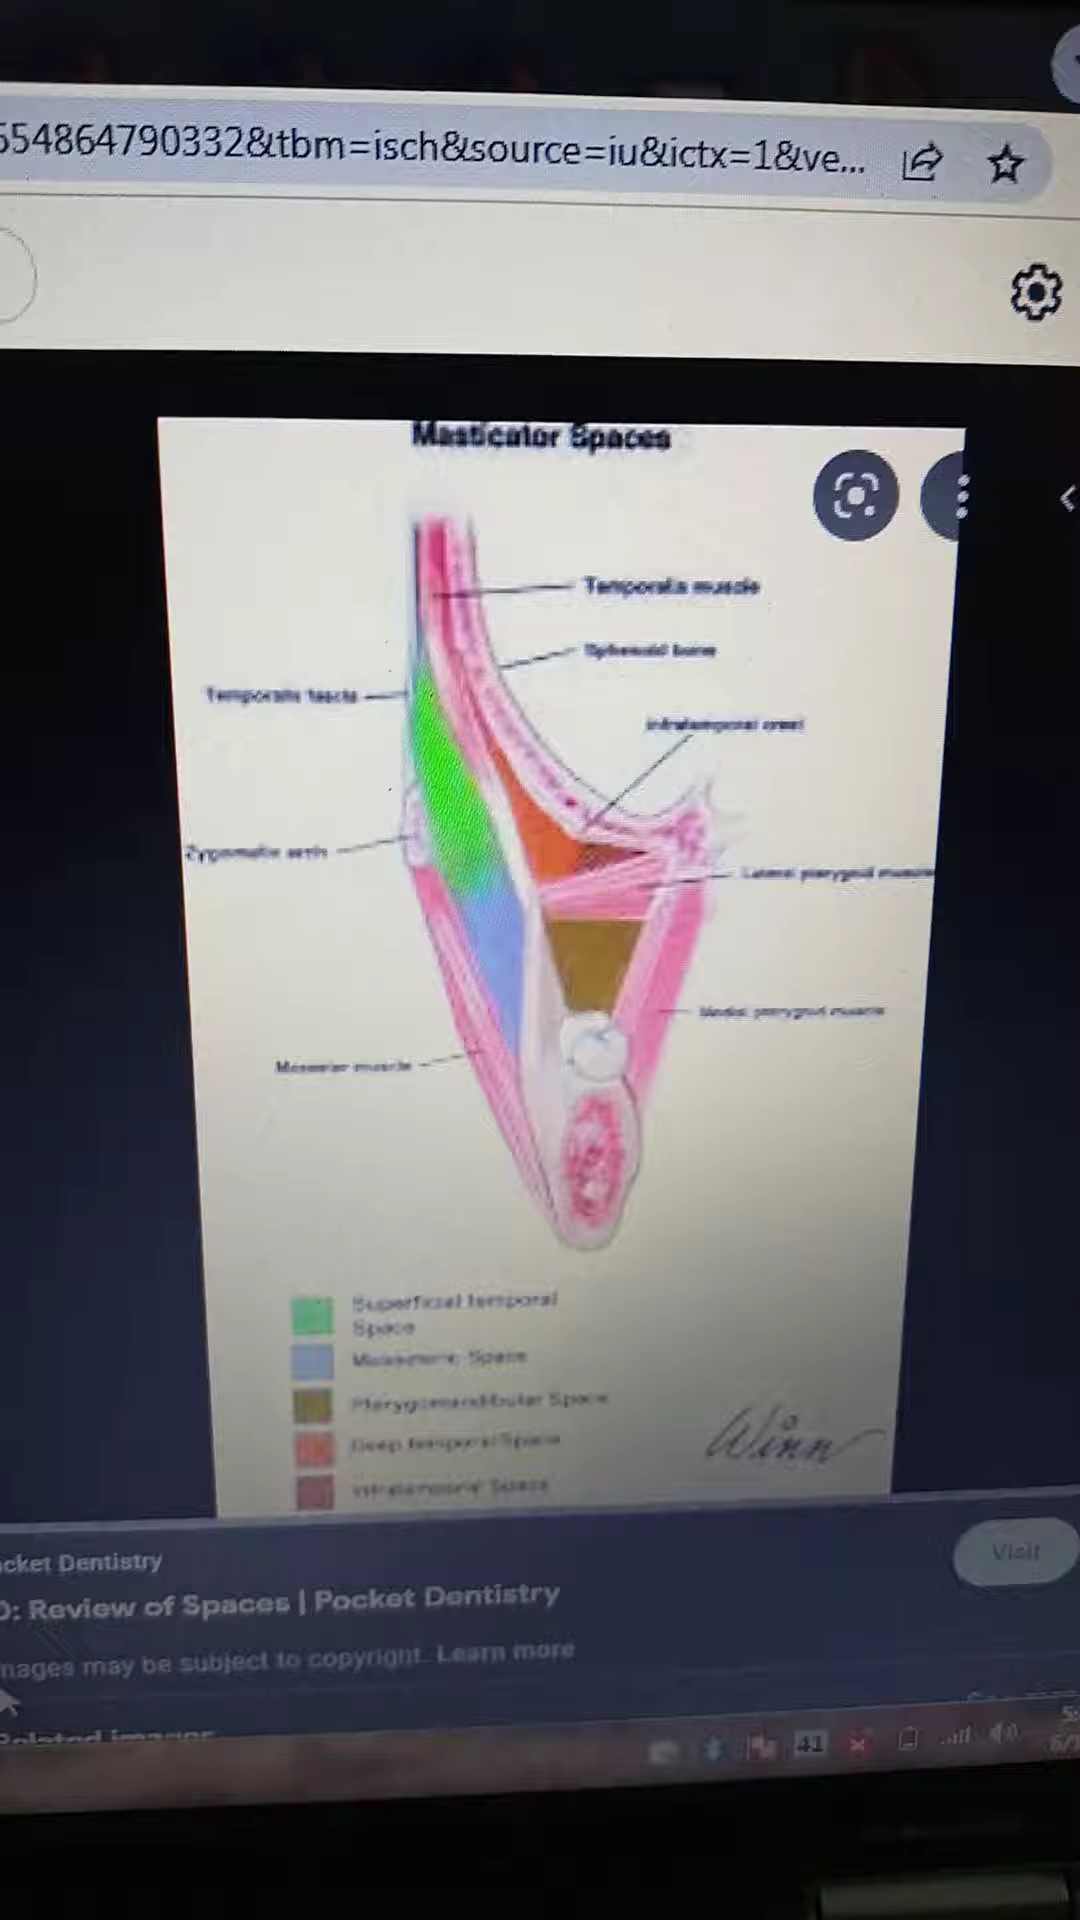 554864790332&tbm=isch&source=iu&ictx=1&ve...
Masticator Spaces
Temporalis muscle
Sphenoid bone
Temporalis fascia
Infratemporal crest
Zygomatic arch
Lateral pterygoid muscle
Medial pterygoid muscle
Masseter muscle
Superficial temporal
Space
Masseteric Space
Pterygomandibular Space
Deep temporal Space
Infratemporal Space
Winn
cket Dentistry
Visit
: Review of Spaces | Pocket Dentistry
mages may be subject to copyright. Learn more
Related images
41